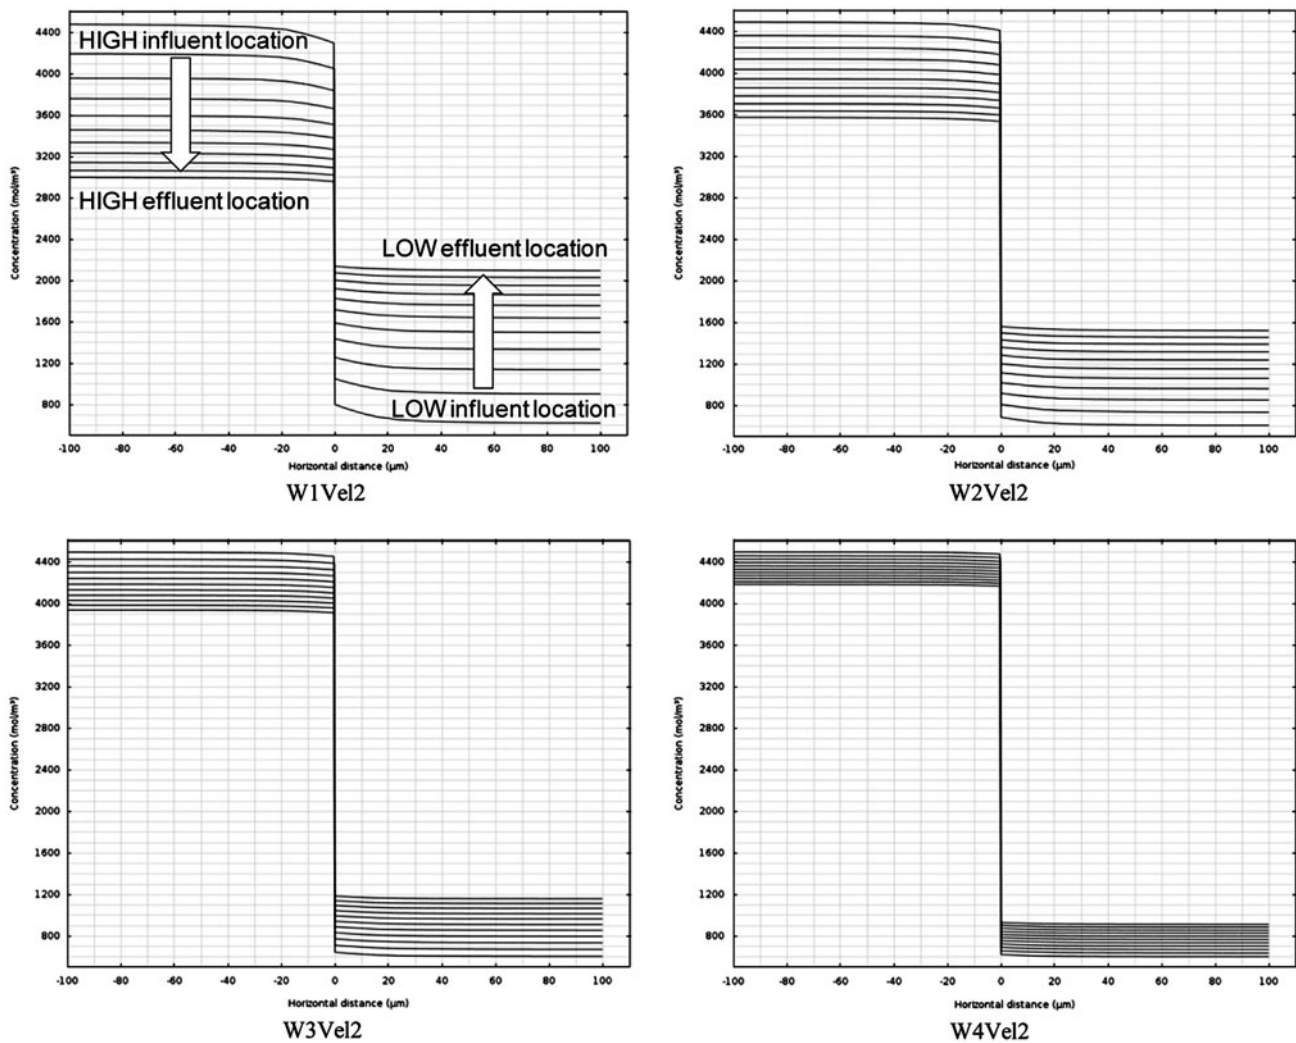 4400
4000
3600
3200
2800
2400
2000
1600
1200
800
Concentration (mol/m³)
HIGH influent location
HIGH effluent location
LOW effluent location
LOW influent location
-100 -80 -60 -40 -20 0 20 40 60 80 100
Horizontal distance (µm)
W1Vel2
4400
4000
3600
3200
2800
2400
2000
1600
1200
800
Concentration (mol/m³)
-100 -80 -60 -40 -20 0 20 40 60 80 100
Horizontal distance (µm)
W2Vel2
4400
4000
3600
3200
2800
2400
2000
1600
1200
800
Concentration (mol/m³)
-100 -80 -60 -40 -20 0 20 40 60 80 100
Horizontal distance (µm)
W3Vel2
4400
4000
3600
3200
2800
2400
2000
1600
1200
800
Concentration (mol/m³)
-100 -80 -60 -40 -20 0 20 40 60 80 100
Horizontal distance (µm)
W4Vel2